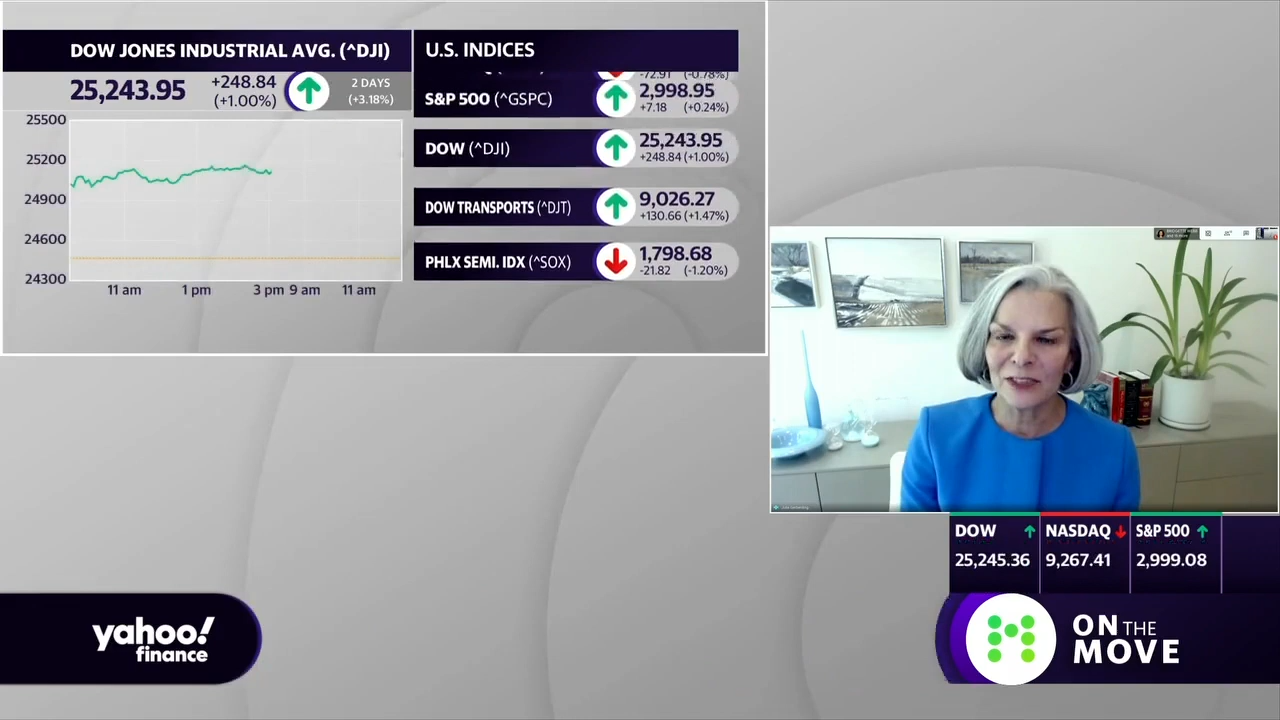 DOW JONES INDUSTRIAL AVG. (^DJI)
25,243.95
+248.84
(+1.00%)
2 DAYS
(+3.18%)
25500
25200
24900
24600
24300
11 am 1 pm 3 pm 9 am 11 am
U.S. INDICES
-72.91 (-0.78%)
S&P 500 (^GSPC)
2,998.95
+7.18 (+0.24%)
DOW (^DJI)
25,243.95
+248.84 (+1.00%)
DOW TRANSPORTS (^DJT)
9,026.27
+130.66 (+1.47%)
PHLX SEMI. IDX (^SOX)
1,798.68
-21.82 (-1.20%)
DOW NASDAQ S&P 500
25,245.36 9,267.41 2,999.08
yahoo!
finance
ON THE
MOVE